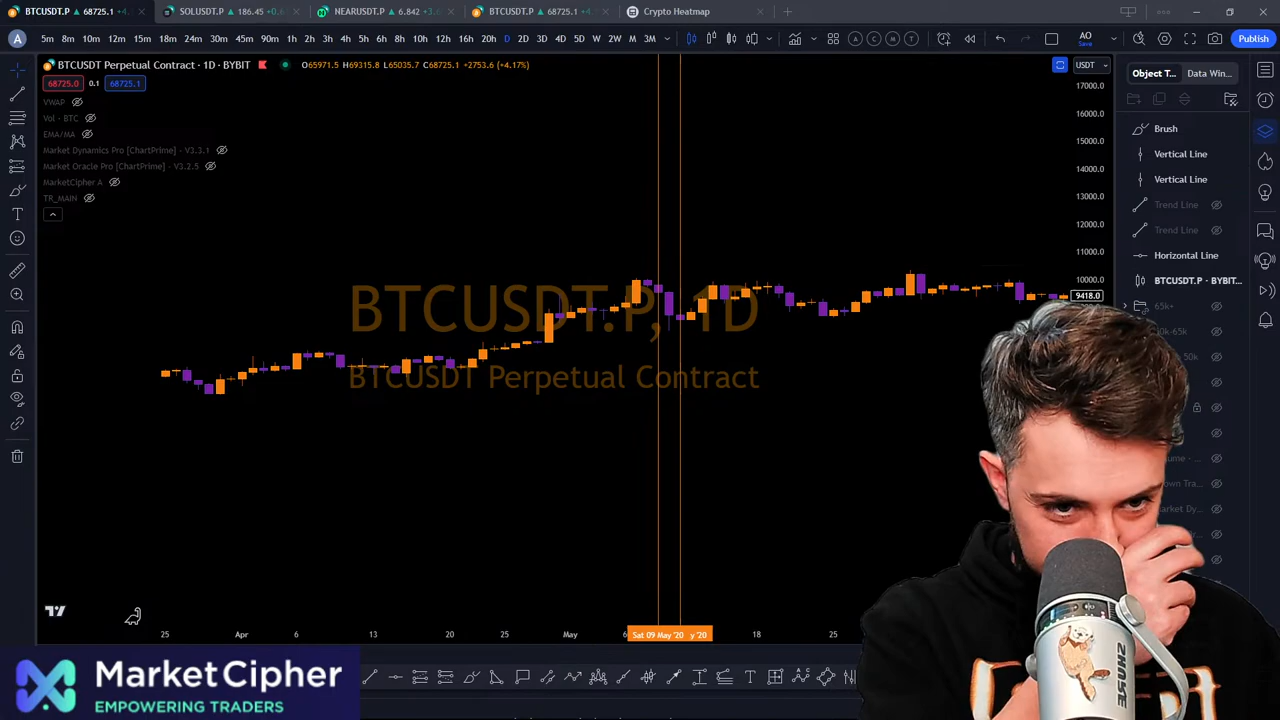 BTCUSDT.P ▲ 68725.1 +4.
SOLUSDT.P ▲ 186.45
NEARUSDT.P ▲ 6.842
BTCUSDT.P ▲ 68725.1
Crypto Heatmap
A
5m 8m 10m 12m 15m 18m 24m 30m 45m 90m 1h 2h 3h 4h 5h 6h 8h 10h 12h 16h 20h D 2D 3D 4D 5D W 2W M 3M
A C M T
AO
Save
Publish
BTCUSDT Perpetual Contract · 1D · BYBIT
O65971.5 H69315.8 L65035.7 C68725.1 +2753.6 (+4.17%)
USDT
68725.0 0.1 68725.1
VWAP
Vol · BTC
EMA/MA
Market Dynamics Pro [ChartPrime] - V3.3.1
Market Oracle Pro [ChartPrime] - V3.2.5
MarketCipher A
TR_MAIN
BTCUSDT.P, 1D
BTCUSDT Perpetual Contract
17000.0
16000.0
15000.0
14000.0
13000.0
12000.0
11000.0
10000.0
9418.0
Object T...
Data Win...
Brush
Vertical Line
Vertical Line
Trend Line
Trend Line
Horizontal Line
BTCUSDT.P · BYBIT...
65k+
25 Apr 6 13 20 25 May
Sat 09 May '20
y '20
18 25
MarketCipher
EMPOWERING TRADERS
SHURE